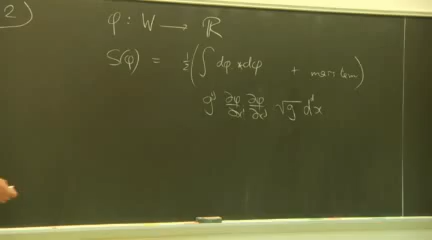 2)
φ : W ⟶ ℝ
S(φ) = ½ ( ∫ dφ * dφ + mass term )
g^{ij} ∂φ/∂x^i ∂φ/∂x^j √g d^d x